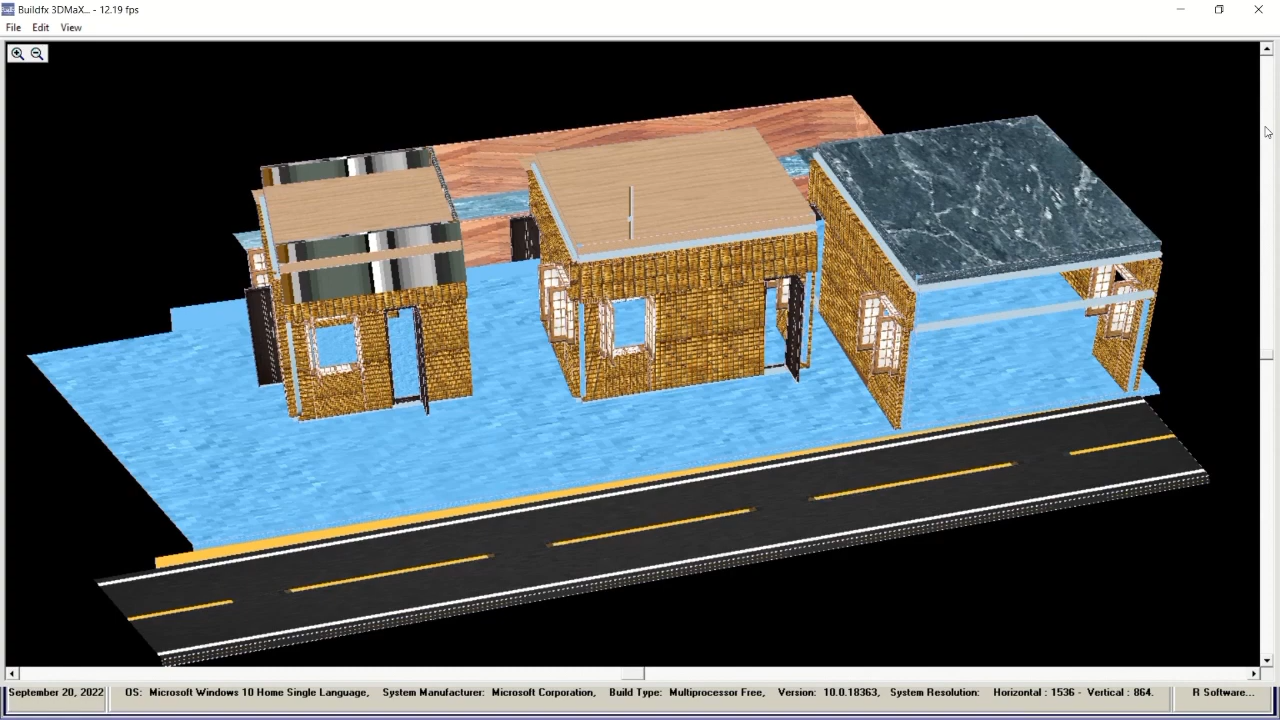 Buildfx 3DMaX... - 12.19 fps
File Edit View
September 20, 2022 OS: Microsoft Windows 10 Home Single Language, System Manufacturer: Microsoft Corporation, Build Type: Multiprocessor Free, Version: 10.0.18363, System Resolution: Horizontal : 1536 - Vertical : 864. R Software...